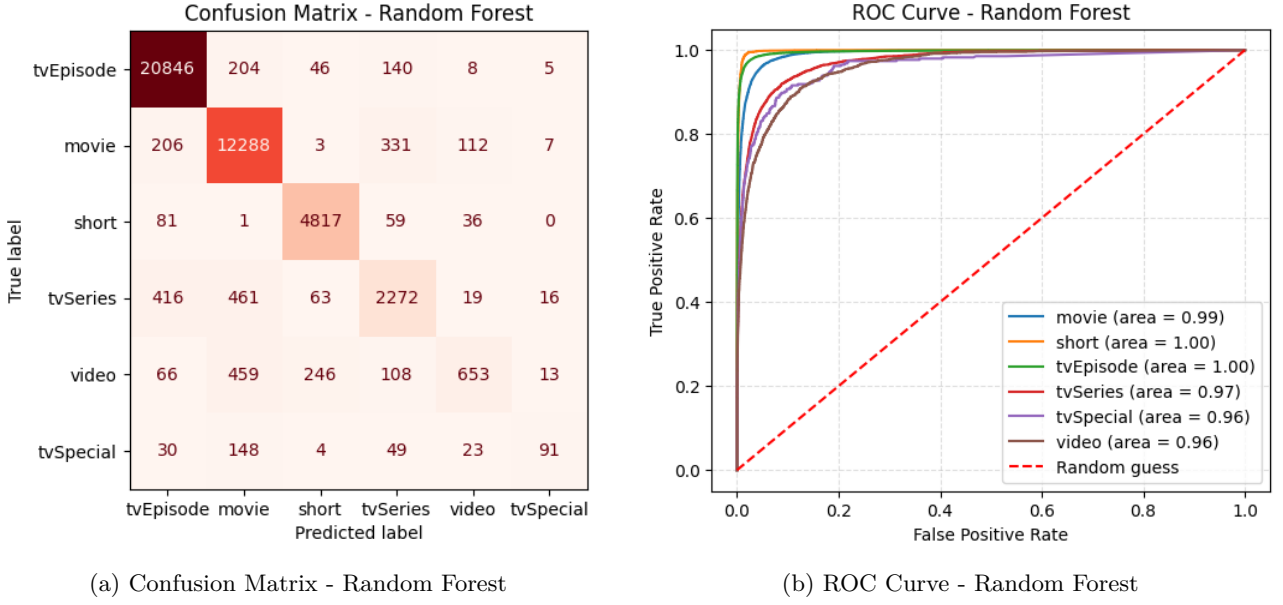 Confusion Matrix - Random Forest
True label
tvEpisode 20846 204 46 140 8 5
movie 206 12288 3 331 112 7
short 81 1 4817 59 36 0
tvSeries 416 461 63 2272 19 16
video 66 459 246 108 653 13
tvSpecial 30 148 4 49 23 91
tvEpisode movie short tvSeries video tvSpecial
Predicted label
(a) Confusion Matrix - Random Forest
ROC Curve - Random Forest
True Positive Rate
1.0
0.8
0.6
0.4
0.2
0.0
movie (area = 0.99)
short (area = 1.00)
tvEpisode (area = 1.00)
tvSeries (area = 0.97)
tvSpecial (area = 0.96)
video (area = 0.96)
Random guess
0.0 0.2 0.4 0.6 0.8 1.0
False Positive Rate
(b) ROC Curve - Random Forest